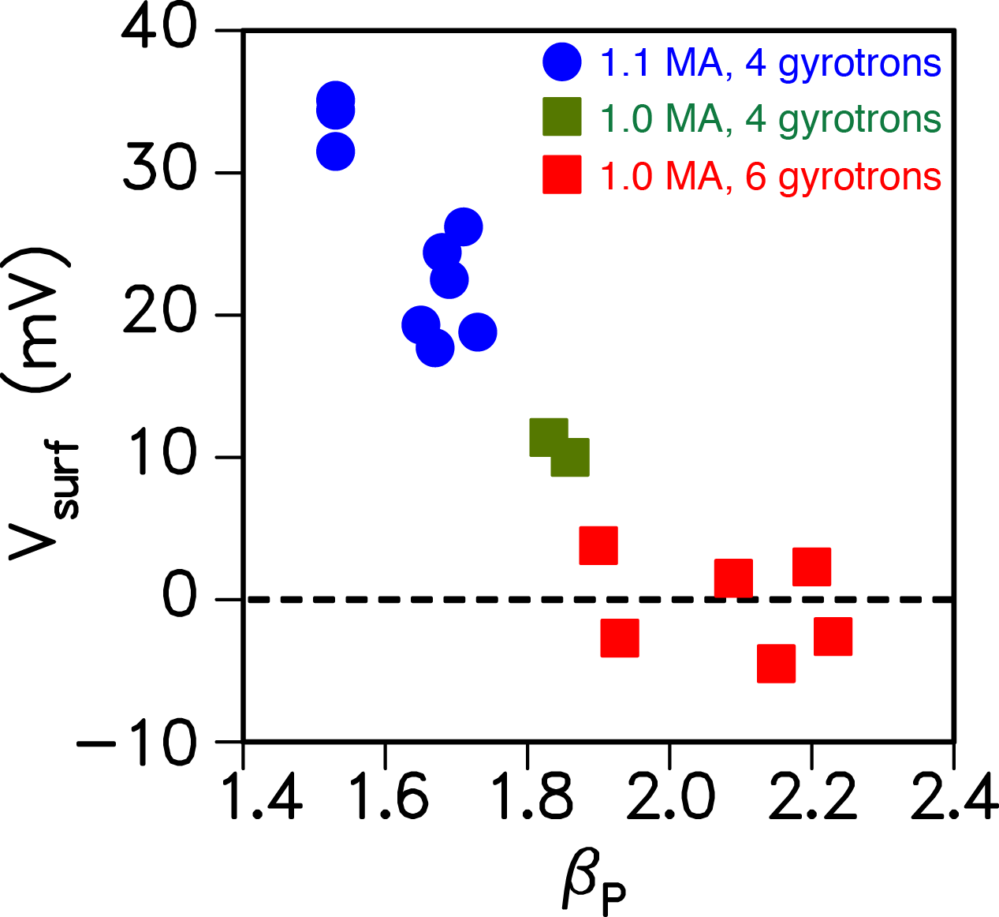 40
30
20
10
0
−10
V surf (mV)
1.1 MA, 4 gyrotrons
1.0 MA, 4 gyrotrons
1.0 MA, 6 gyrotrons
1.4 1.6 1.8 2.0 2.2 2.4
βP